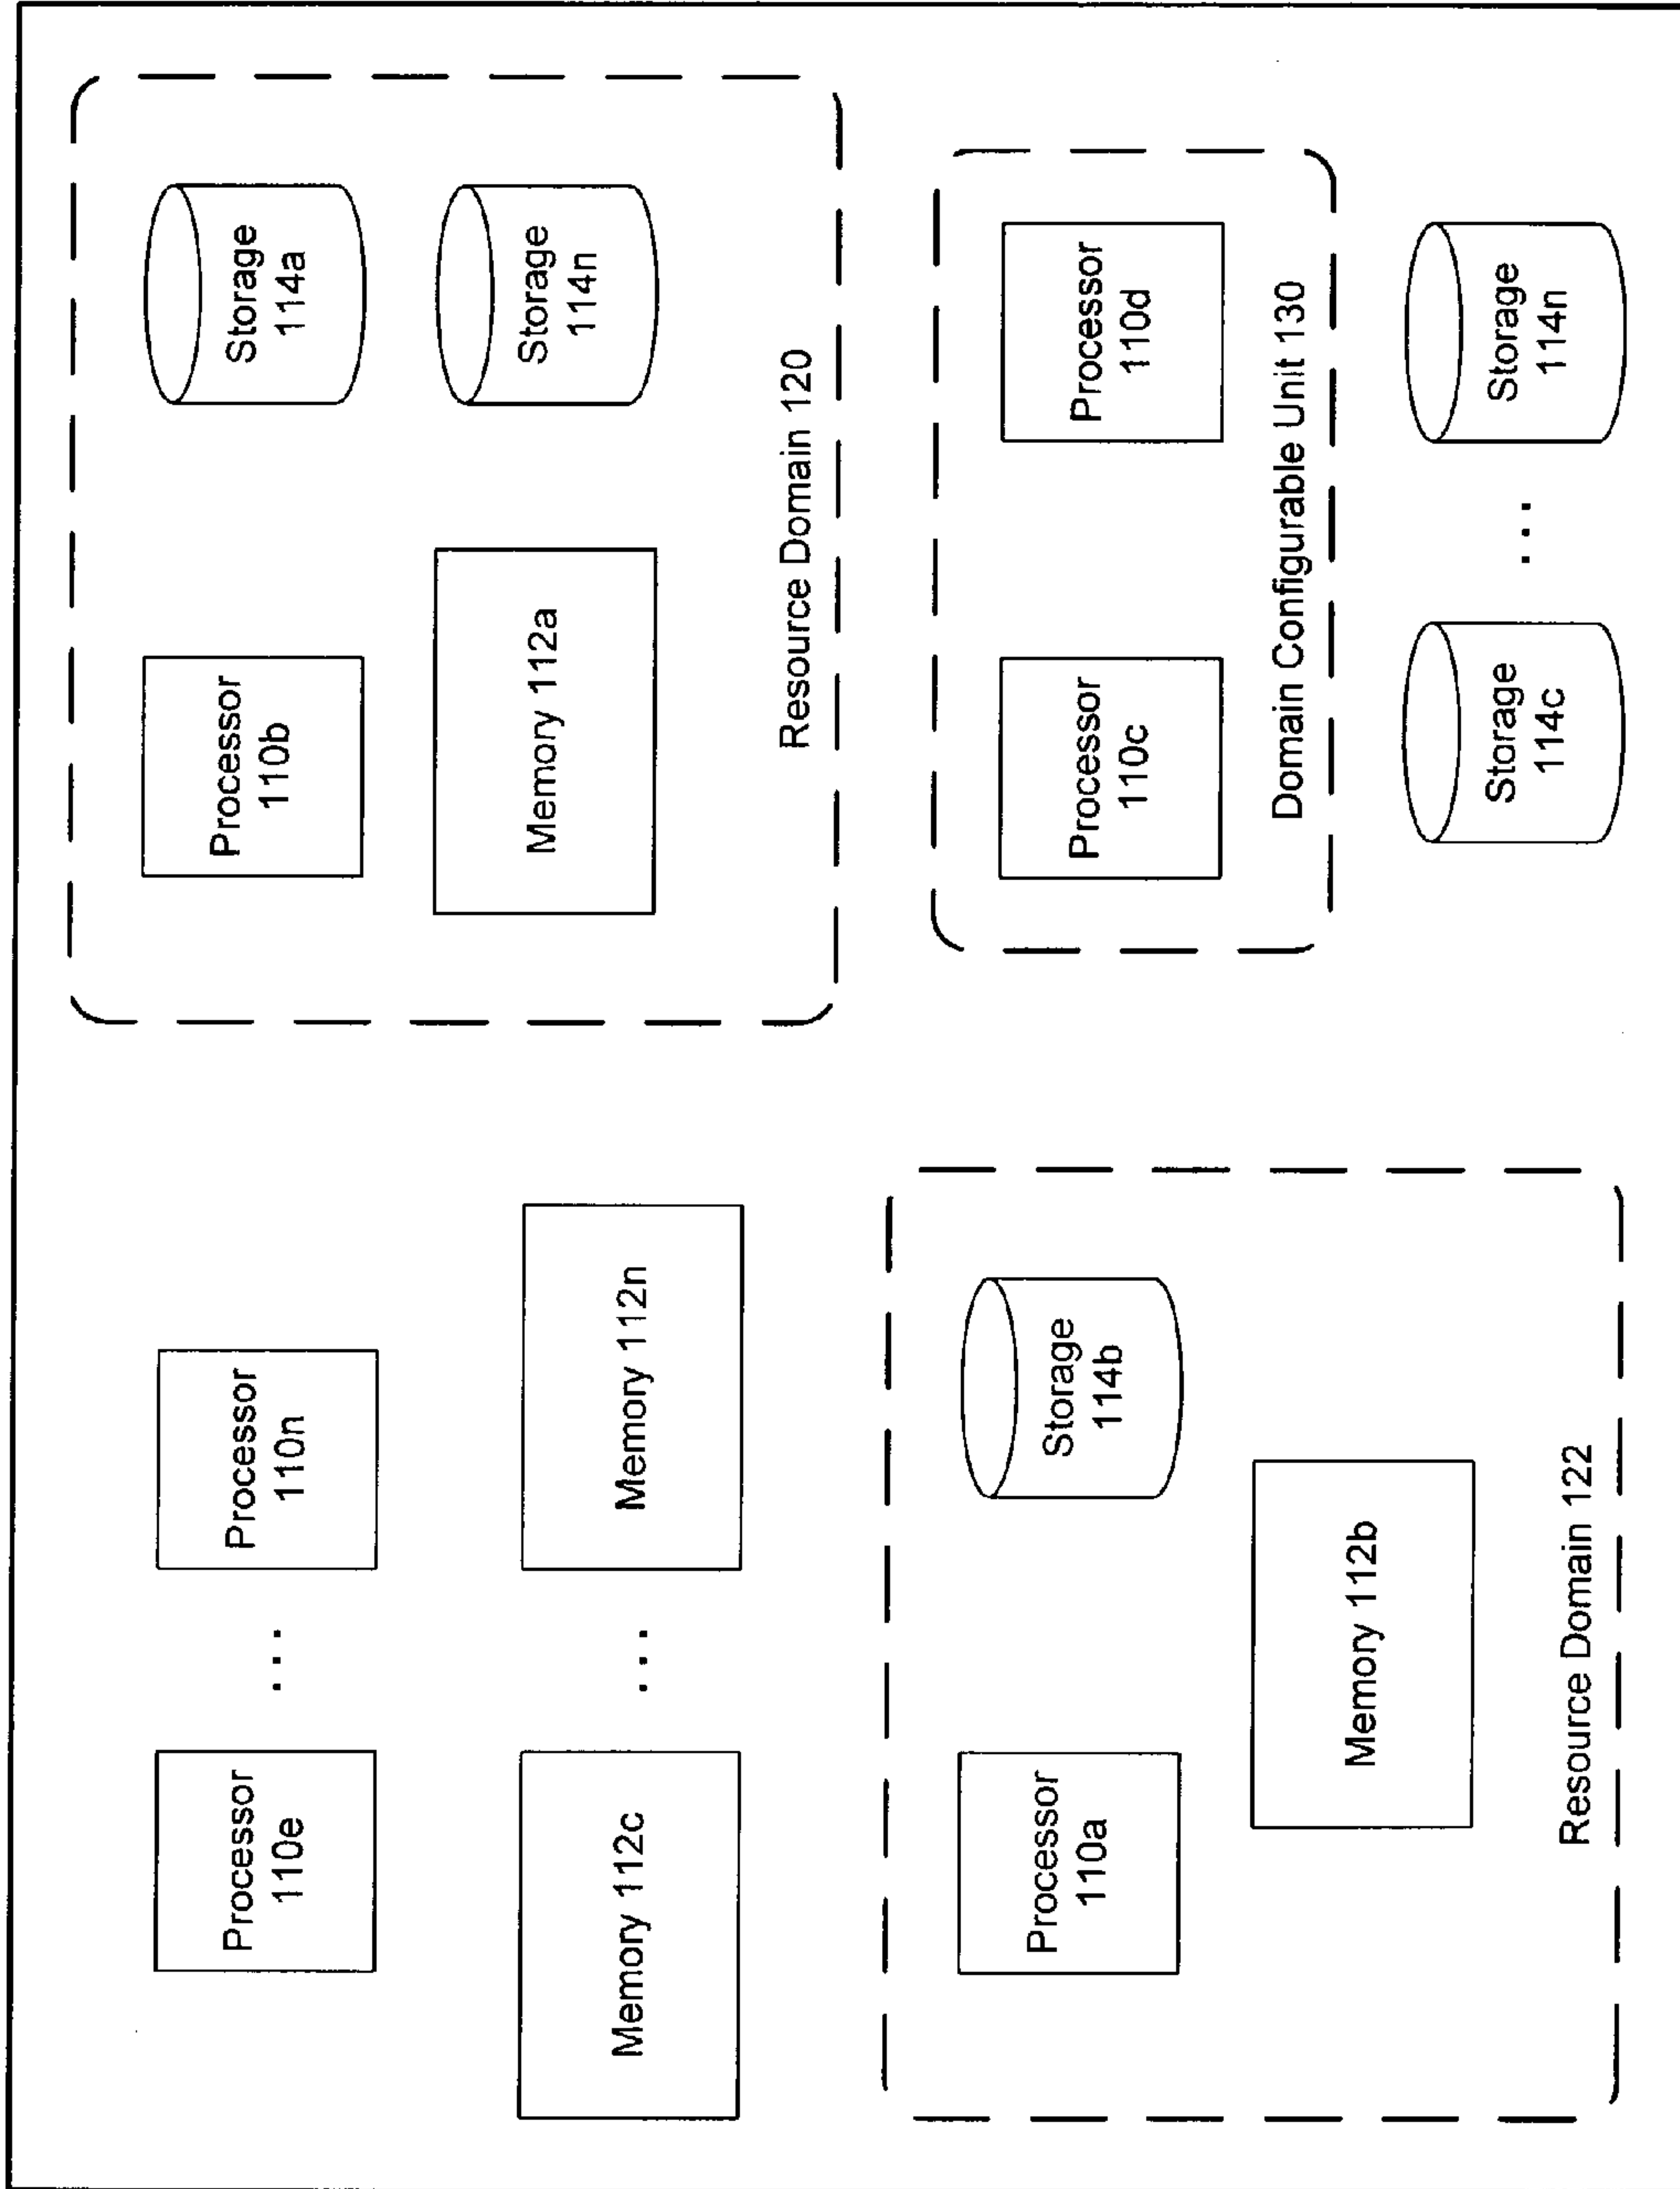 Processor
110e
...
Processor
110n
Memory 112c
...
Memory 112n
Processor
110a
Storage
114b
Memory 112b
Resource Domain 122
Processor
110b
Storage
114a
Memory 112a
Storage
114n
Resource Domain 120
Processor
110c
Processor
110d
Domain Configurable Unit 130
Storage
114c
...
Storage
114n